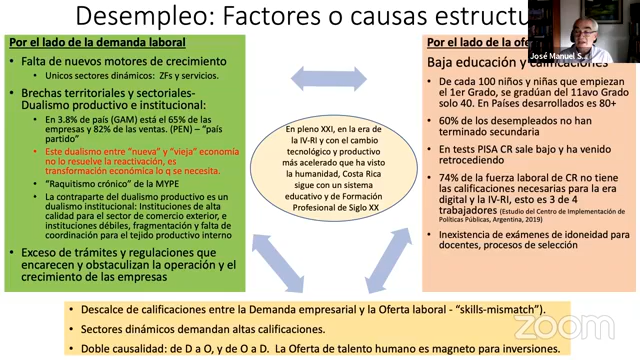 Desempleo: Factores o causas estructu
Por el lado de la demanda laboral
• Falta de nuevos motores de crecimiento
• Unicos sectores dinámicos: ZFs y servicios.
• Brechas territoriales y sectoriales-
Dualismo productivo e institucional:
• En 3.8% de país (GAM) está el 65% de las
empresas y 82% de las ventas. (PEN) – "país
partido"
• Este dualismo entre "nueva" y "vieja" economía
no lo resuelve la reactivación, es
transformación económica lo q se necesita.
• "Raquitismo crónico" de la MYPE
• La contraparte del dualismo productivo es un
dualismo institucional: Instituciones de alta
calidad para el sector de comercio exterior, e
instituciones débiles, fragmentación y falta de
coordinación para el tejido productivo interno
• Exceso de trámites y regulaciones que
encarecen y obstaculizan la operación y el
crecimiento de las empresas
En pleno XXI, en la era de
la IV-RI y con el cambio
tecnológico y productivo
más acelerado que ha visto
la humanidad, Costa Rica
sigue con un sistema
educativo y de Formación
Profesional de Siglo XX
Por el lado de la ofe
Baja educación y calificaciones
• De cada 100 niños y niñas que empiezan
el 1er Grado, se gradúan del 11avo Grado
solo 40. En Países desarrollados es 80+
• 60% de los desempleados no han
terminado secundaria
• En tests PISA CR sale bajo y ha venido
retrocediendo
• 74% de la fuerza laboral de CR no tiene
las calificaciones necesarias para la era
digital y la IV-RI, esto es 3 de 4
trabajadores (Estudio del Centro de Implementación de
Políticas Públicas, Argentina, 2019)
• Inexistencia de exámenes de idoneidad para
docentes, procesos de selección
José Manuel S...
• Descalce de calificaciones entre la Demanda empresarial y la Oferta laboral - "skills-mismatch").
• Sectores dinámicos demandan altas calificaciones.
• Doble causalidad: de D a O, y de O a D. La Oferta de talento humano es magneto para inversiones.
zoom